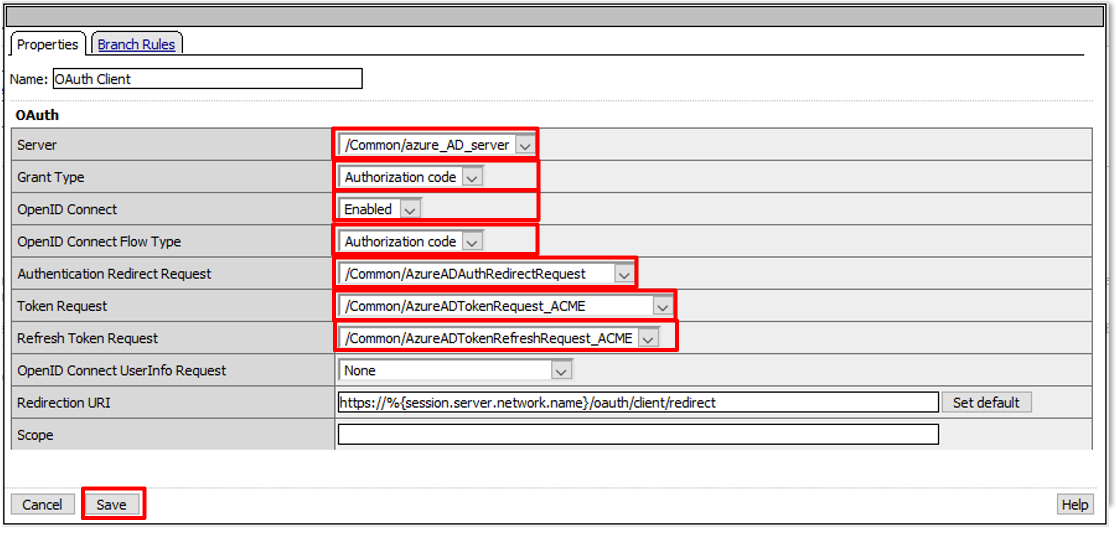 Properties Branch Rules
Name: OAuth Client
OAuth
Server /Common/azure_AD_server
Grant Type Authorization code
OpenID Connect Enabled
OpenID Connect Flow Type Authorization code
Authentication Redirect Request /Common/AzureADAuthRedirectRequest
Token Request /Common/AzureADTokenRequest_ACME
Refresh Token Request /Common/AzureADTokenRefreshRequest_ACME
OpenID Connect UserInfo Request None
Redirection URI https://%{session.server.network.name}/oauth/client/redirect Set default
Scope
Cancel Save Help